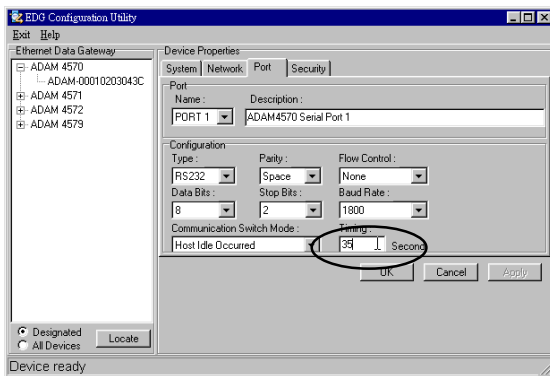 EDG Configuration Utility
Exit Help
Ethernet Data Gateway
ADAM 4570
ADAM-00010203043C
ADAM 4571
ADAM 4572
ADAM 4579
Designated
All Devices
Locate
Device Properties
System Network Port Security
Port
Name : Description :
PORT 1 ADAM4570 Serial Port 1
Configuration
Type : Parity : Flow Control :
RS232 Space None
Data Bits : Stop Bits : Baud Rate :
8 2 1800
Communication Switch Mode : Timing :
Host Idle Occurred 35 Second
OK Cancel Apply
Device ready